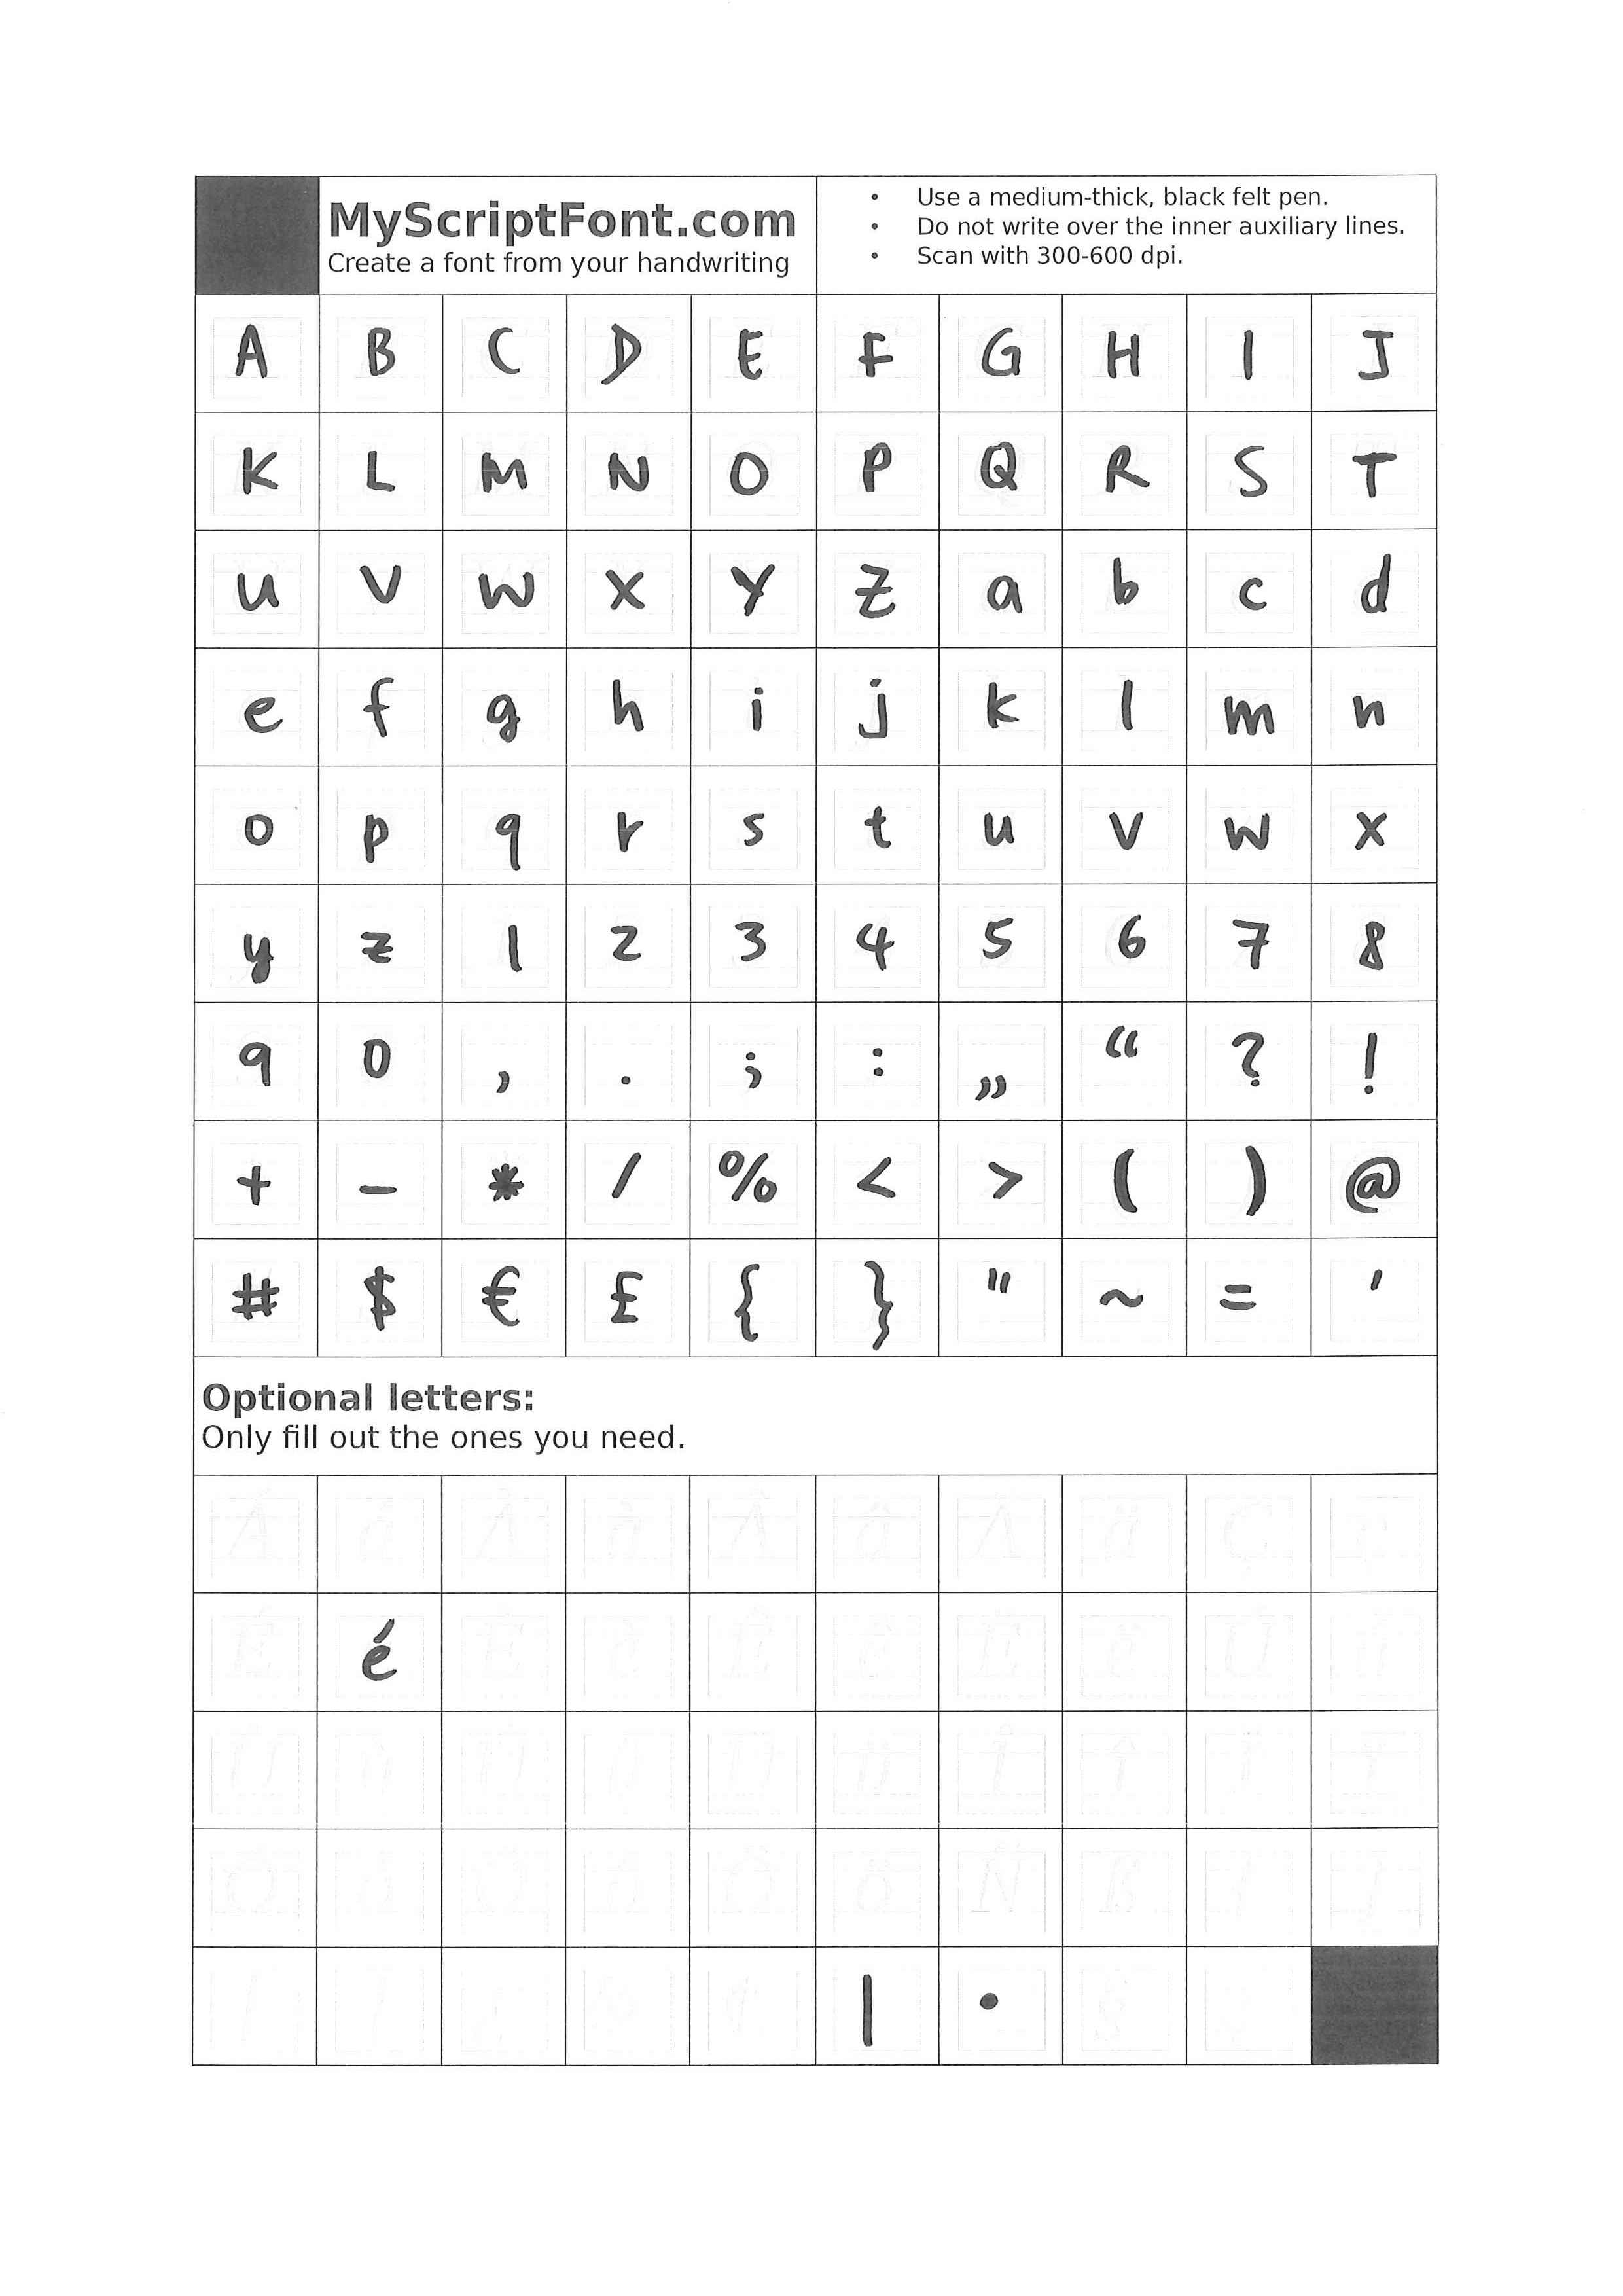 MyScriptFont.com
Create a font from your handwriting
• Use a medium-thick, black felt pen.
• Do not write over the inner auxiliary lines.
• Scan with 300-600 dpi.
A B C D E F G H I J
K L M N O P Q R S T
U V W X Y Z a b c d
e f g h i j k l m n
o p q r s t u v w x
y z 1 2 3 4 5 6 7 8
9 0 , . ; : „ “ ? !
+ – * / % < > ( ) @
# $ € £ { } " ~ = '
Optional letters:
Only fill out the ones you need.
é
| •